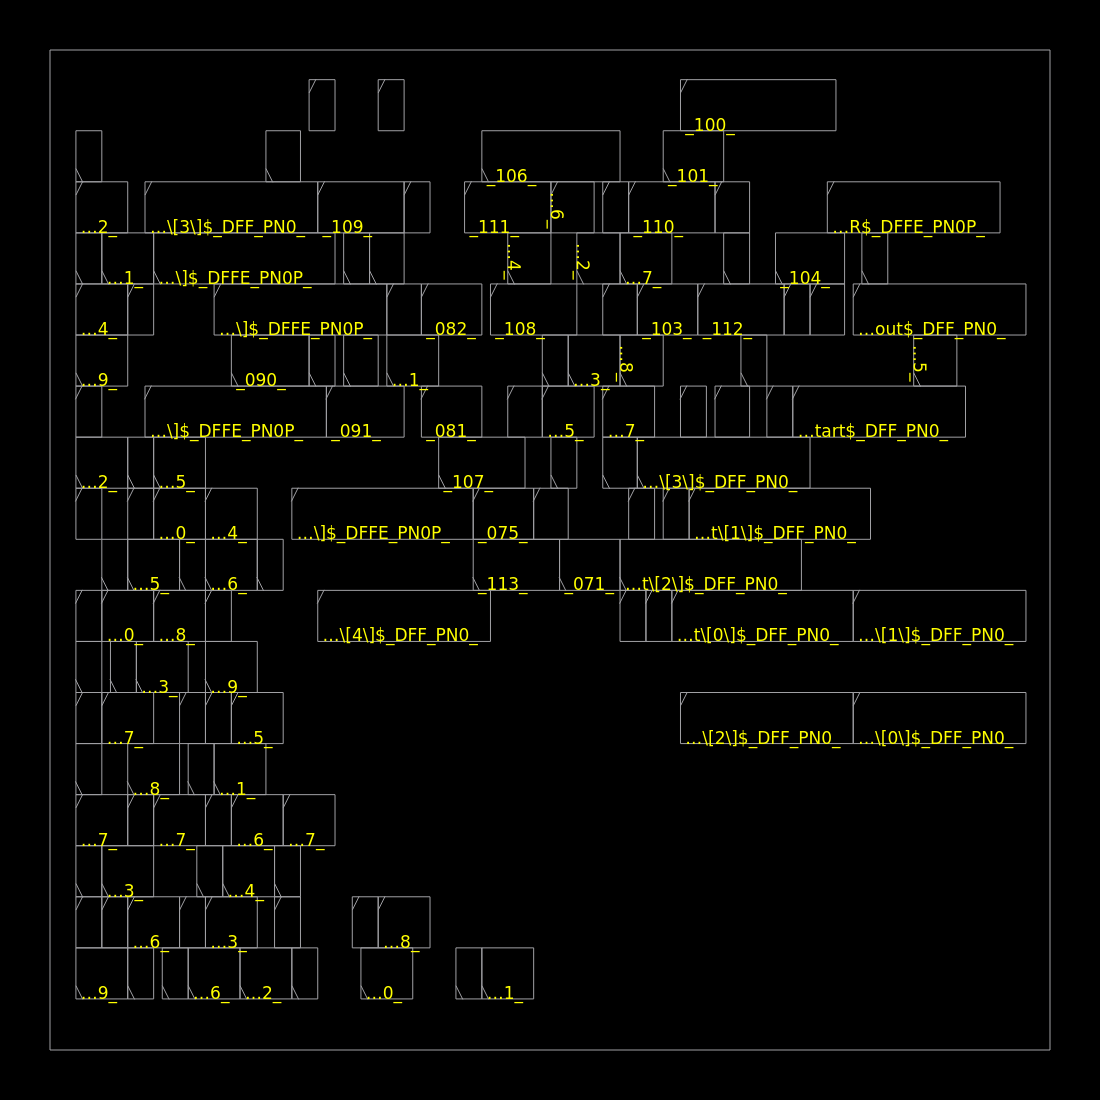 _100_
_106_ _101_
...2_ ...\[3\]$_DFF_PN0_ _109_ _111_ ...6_ _110_ ...R$_DFFE_PN0P_
...1_ ...\]$_DFFE_PN0P_ ...4_ ...2_ ...7_ _104_
...4_ ...\]$_DFFE_PN0P_ _082_ _108_ _103_ _112_ ...out$_DFF_PN0_
...9_ _090_ ...1_ ...3_ ...8_ ...5_
...\]$_DFFE_PN0P_ _091_ _081_ ...5_ ...7_ ...tart$_DFF_PN0_
...2_ ...5_ _107_ ...\[3\]$_DFF_PN0_
...0_ ...4_ ...\]$_DFFE_PN0P_ _075_ ...t\[1\]$_DFF_PN0_
...5_ ...6_ _113_ _071_ ...t\[2\]$_DFF_PN0_
...0_ ...8_ ...\[4\]$_DFF_PN0_ ...t\[0\]$_DFF_PN0_ ...\[1\]$_DFF_PN0_
...3_ ...9_
...7_ ...5_ ...\[2\]$_DFF_PN0_ ...\[0\]$_DFF_PN0_
...8_ ...1_
...7_ ...7_ ...6_ ...7_
...3_ ...4_
...6_ ...3_ ...8_
...9_ ...6_ ...2_ ...0_ ...1_